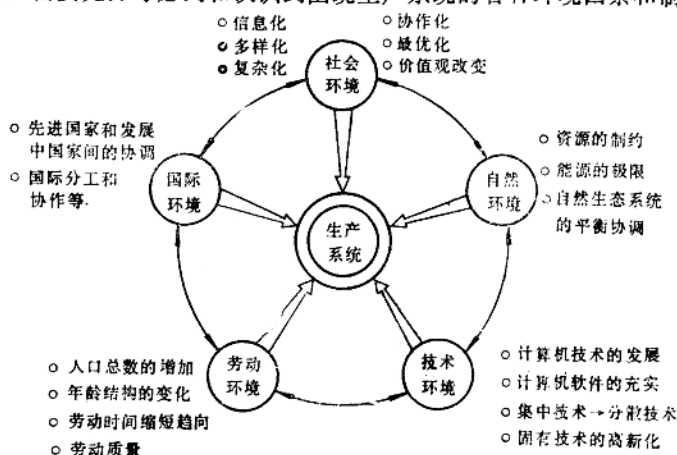 ○ 信息化
○ 多样化
○ 复杂化
○ 协作化
○ 最优化
○ 价值观改变
社会
环境
○ 先进国家和发展
中国家间的协调
○ 国际分工和
协作等.
国际
环境
自然
环境
○ 资源的制约
○ 能源的极限
○ 自然生态系统
的平衡协调
生产
系统
○ 人口总数的增加
○ 年龄结构的变化
○ 劳动时间缩短趋向
○ 劳动质量
劳动
环境
技术
环境
○ 计算机技术的发展
○ 计算机软件的充实
○ 集中技术→分散技术
○ 固有技术的高新化